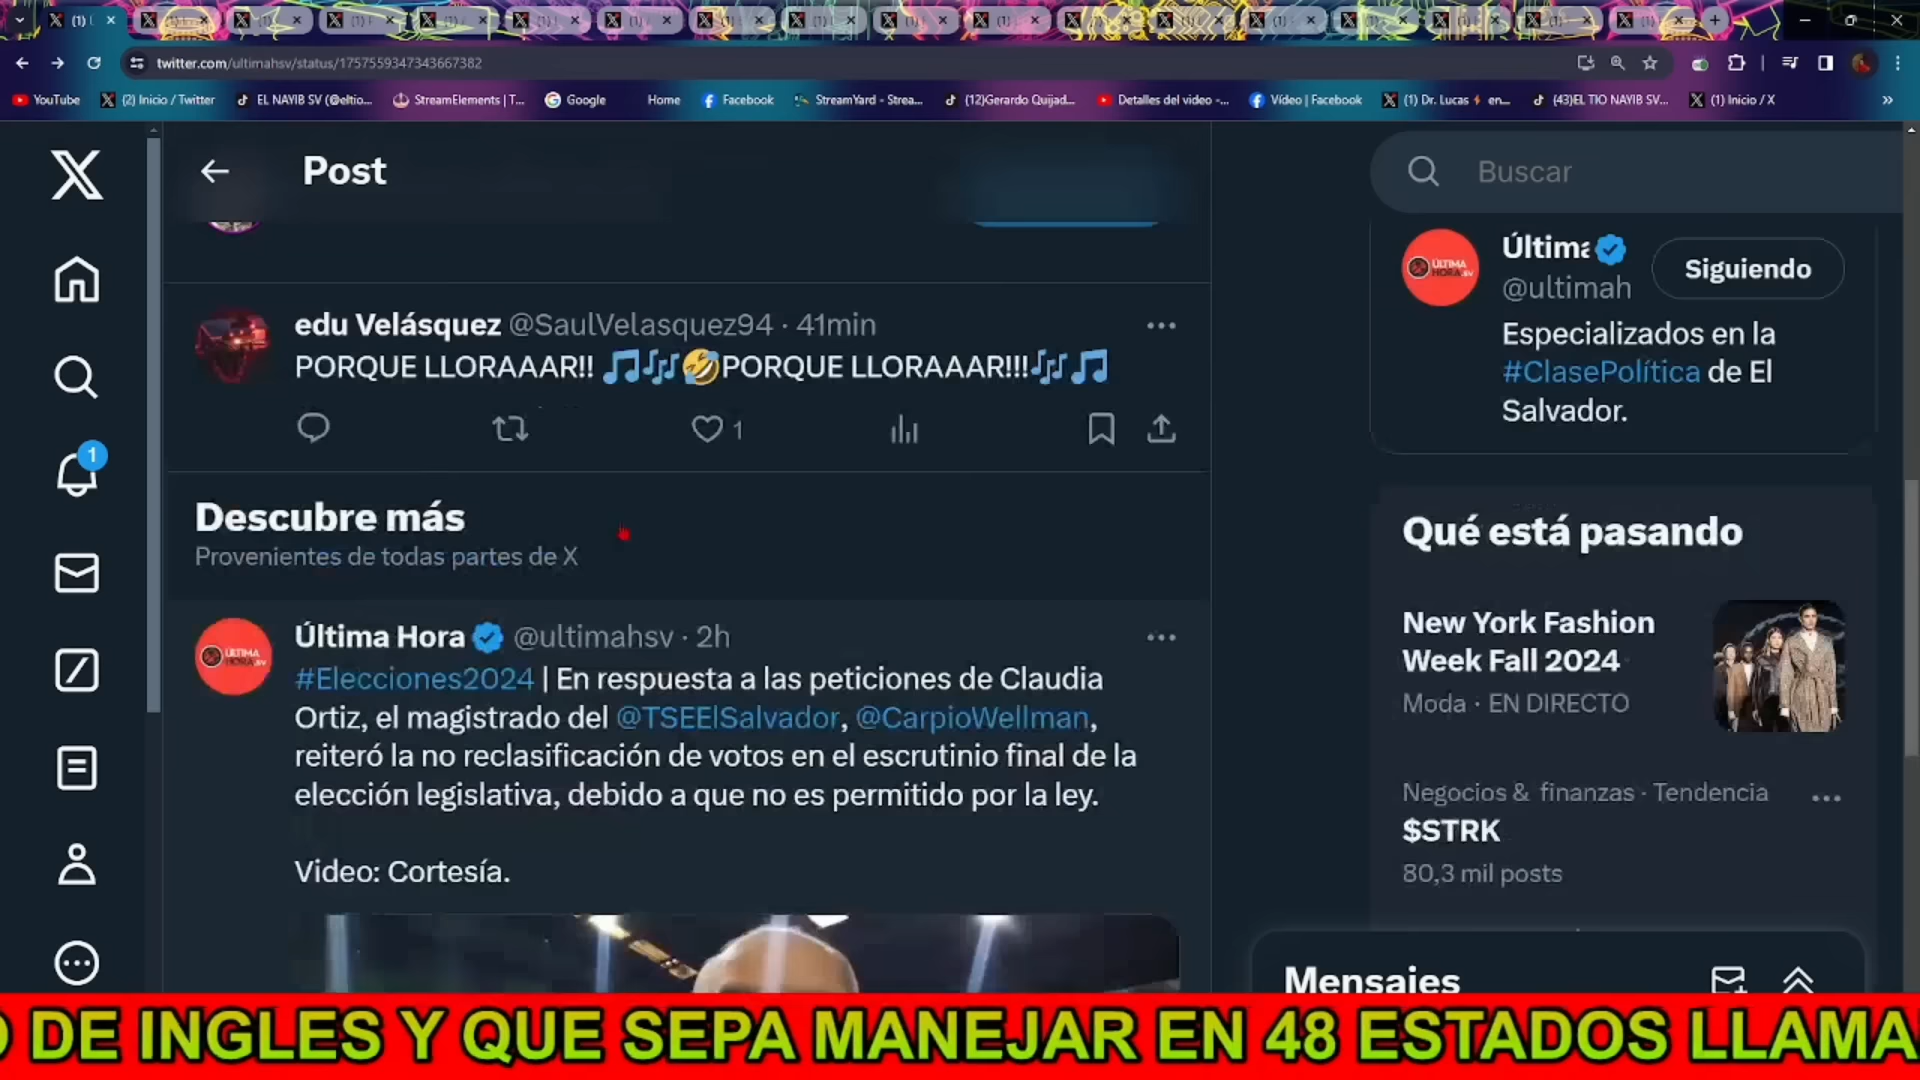 (1)
twitter.com/ultimahsv/status/1757559347343667382
YouTube
(2) Inicio / Twitter
EL NAYIB SV (@eltio...
StreamElements | T...
Google
Home
Facebook
StreamYard - Strea...
(12)Gerardo Quijad...
Detalles del video -...
Video | Facebook
(1) Dr. Lucas ⚡ en...
(43)EL TIO NAYIB SV...
(1) Inicio / X
Post
Buscar
Última
@ultimah
Siguiendo
Especializados en la
#ClasePolítica de El
Salvador.
edu Velásquez @SaulVelasquez94 · 41min
PORQUE LLORAAAR!! 🎵🎶🤣PORQUE LLORAAAR!!!🎶🎵
1
1
Descubre más
Provenientes de todas partes de X
Última Hora @ultimahsv · 2h
#Elecciones2024 | En respuesta a las peticiones de Claudia
Ortiz, el magistrado del @TSEElSalvador, @CarpioWellman,
reiteró la no reclasificación de votos en el escrutinio final de la
elección legislativa, debido a que no es permitido por la ley.
Video: Cortesía.
ÚLTIMA
HORA.SV
Qué está pasando
New York Fashion
Week Fall 2024
Moda · EN DIRECTO
Negocios & finanzas · Tendencia
$STRK
80,3 mil posts
Mensajes
DE INGLES Y QUE SEPA MANEJAR EN 48 ESTADOS LLAMA